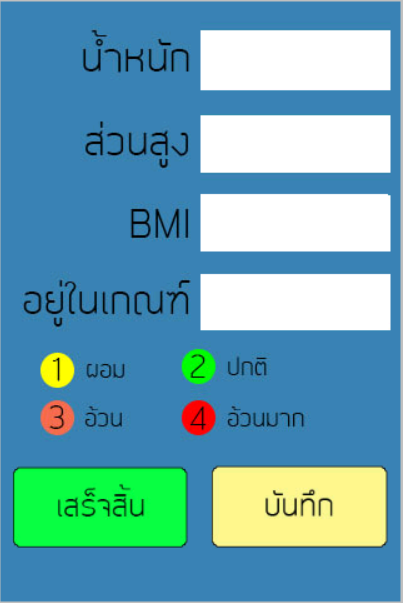 น้ำหนัก
ส่วนสูง
BMI
อยู่ในเกณฑ์
1 ผอม 2 ปกติ
3 อ้วน 4 อ้วนมาก
เสร็จสิ้น บันทึก